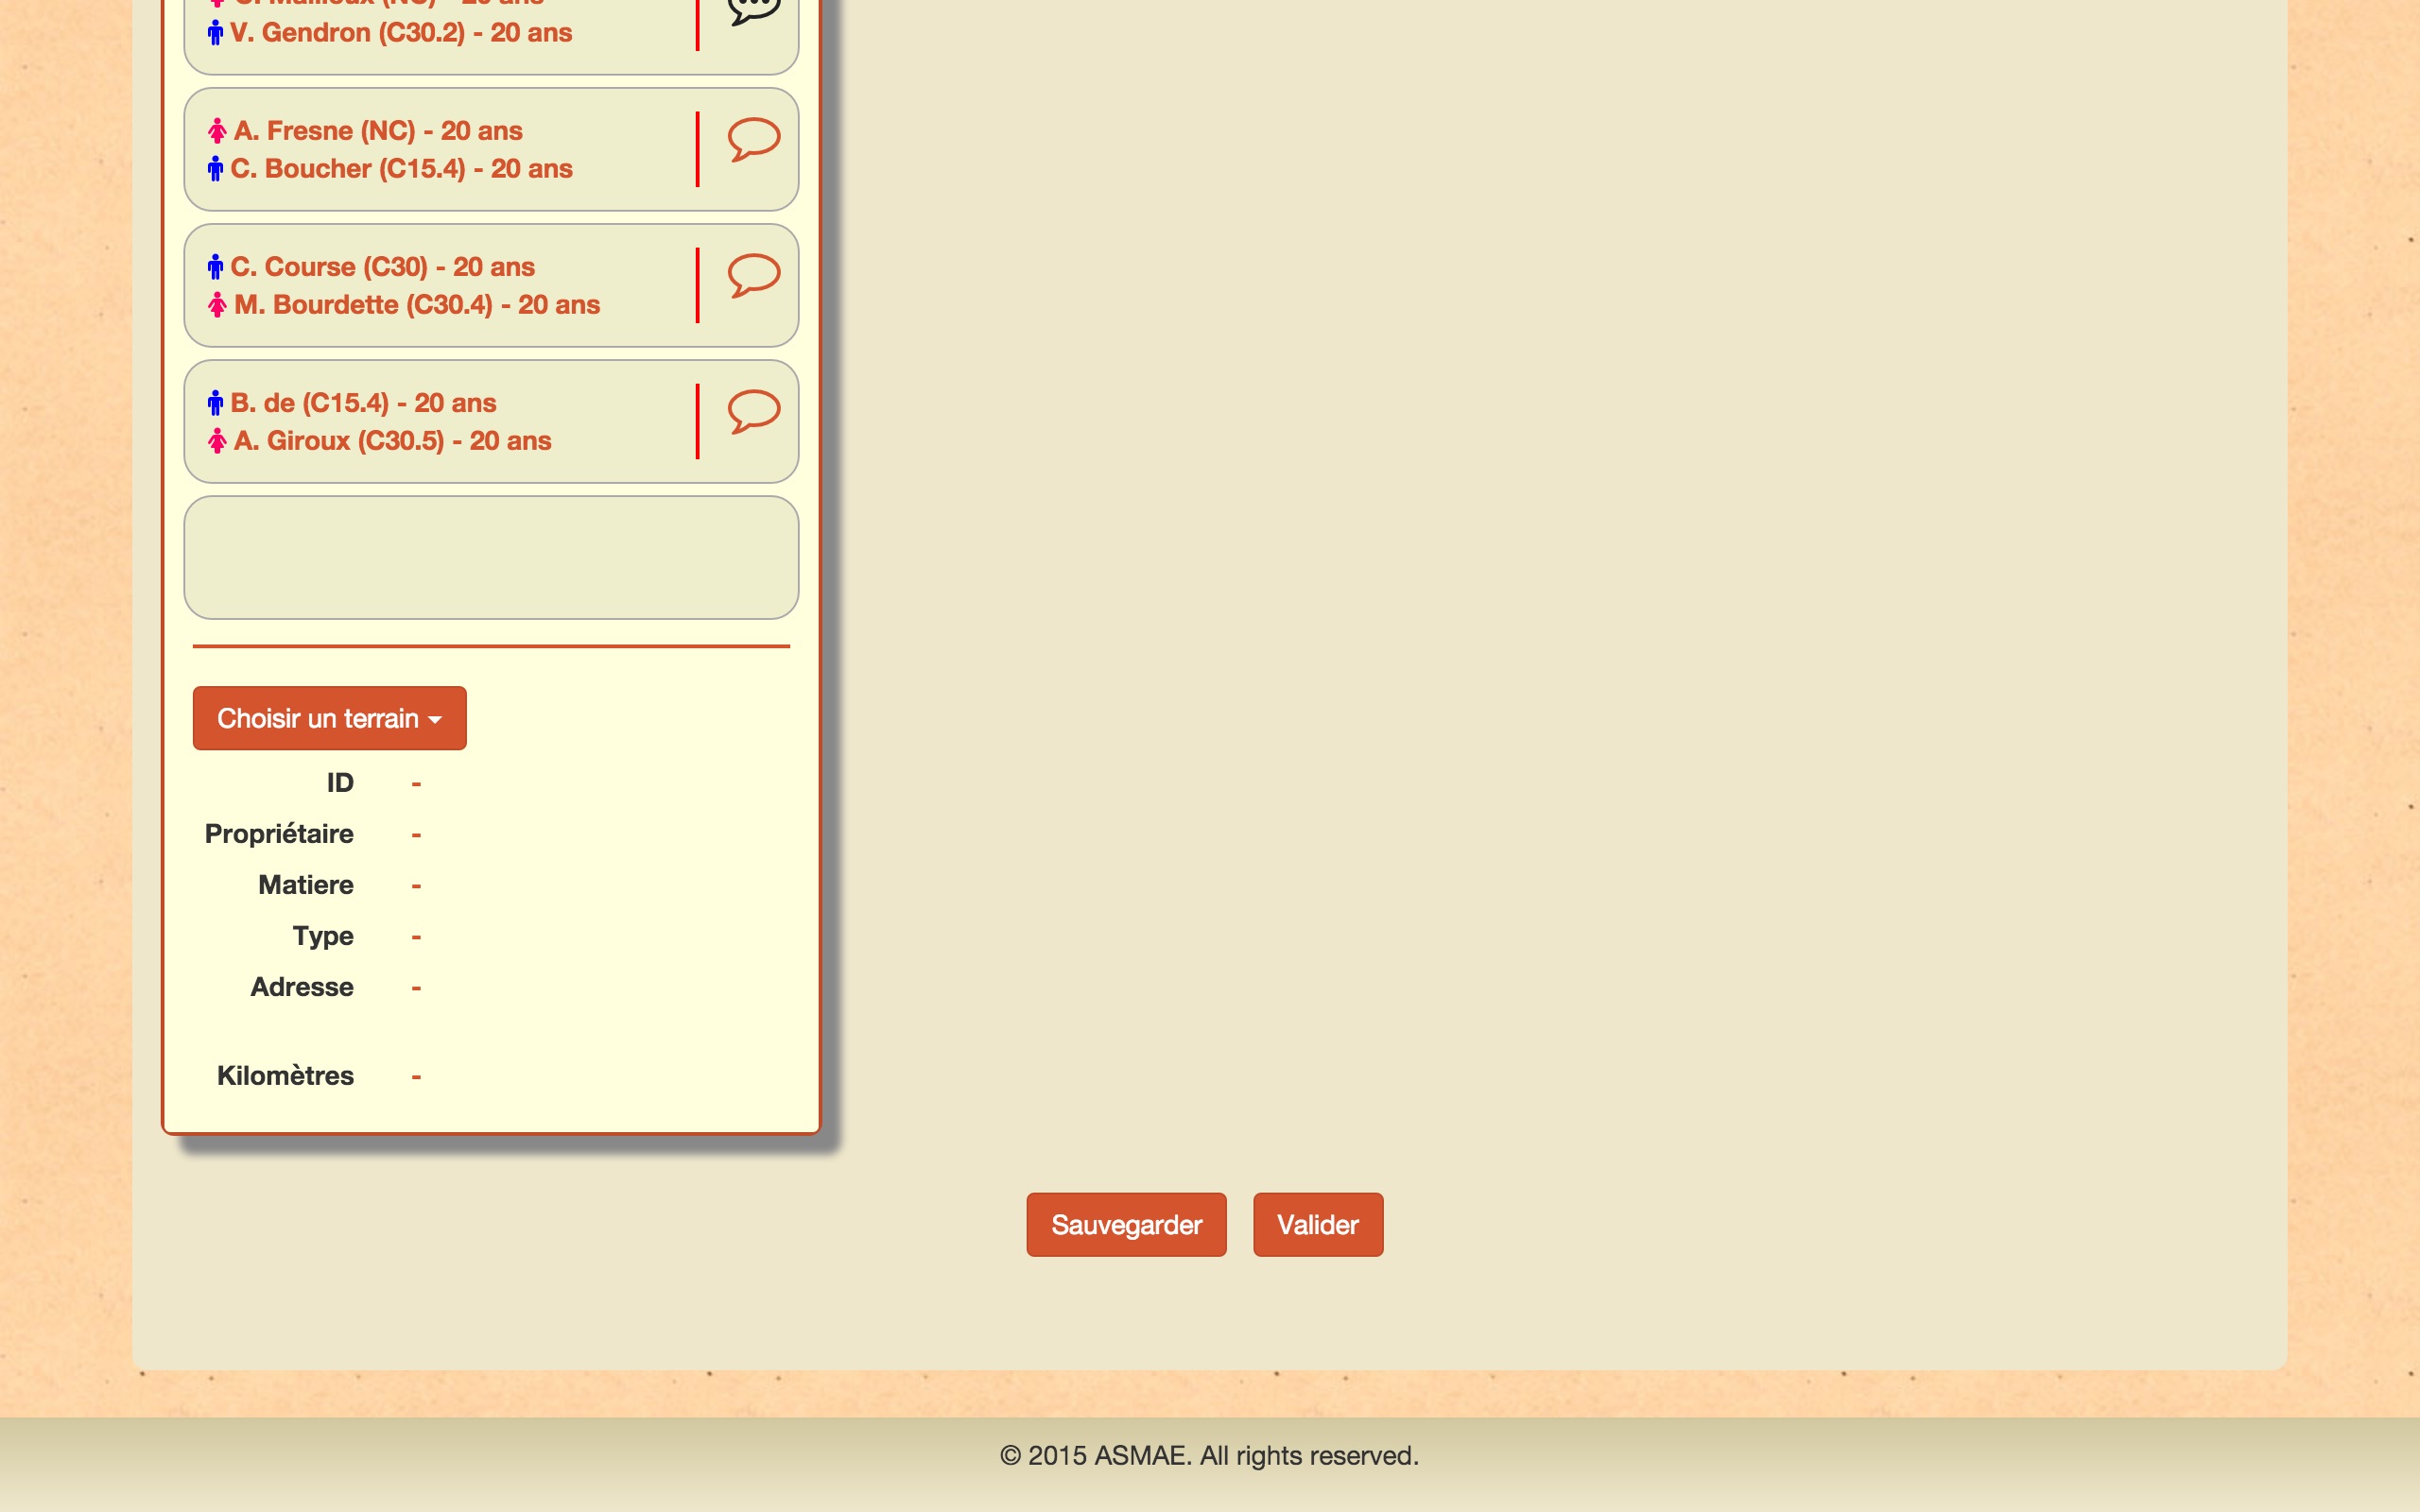 V. Gendron (C30.2) - 20 ans
A. Fresne (NC) - 20 ans
C. Boucher (C15.4) - 20 ans
C. Course (C30) - 20 ans
M. Bourdette (C30.4) - 20 ans
B. de (C15.4) - 20 ans
A. Giroux (C30.5) - 20 ans
Choisir un terrain
ID -
Propriétaire -
Matiere -
Type -
Adresse -
Kilomètres -
Sauvegarder Valider
© 2015 ASMAE. All rights reserved.